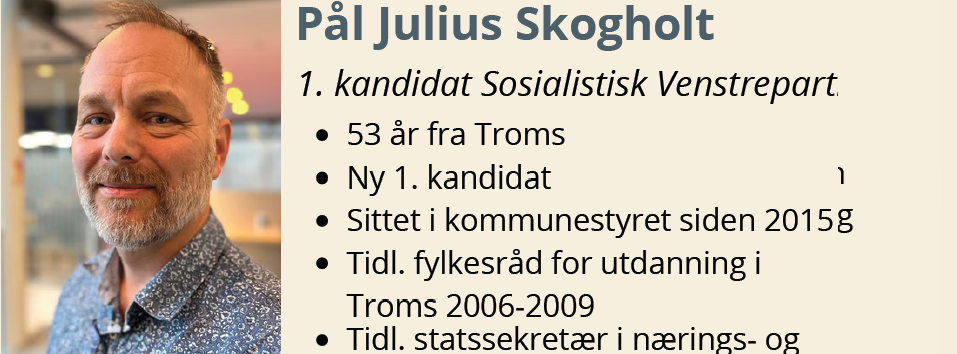 Pål Julius Skogholt
1. kandidat Sosialistisk Venstreparti
• 53 år fra Troms
• Ny 1. kandidat
• Sittet i kommunestyret siden 2015
• Tidl. fylkesråd for utdanning i
Troms 2006-2009
• Tidl. statssekretær i nærings- og